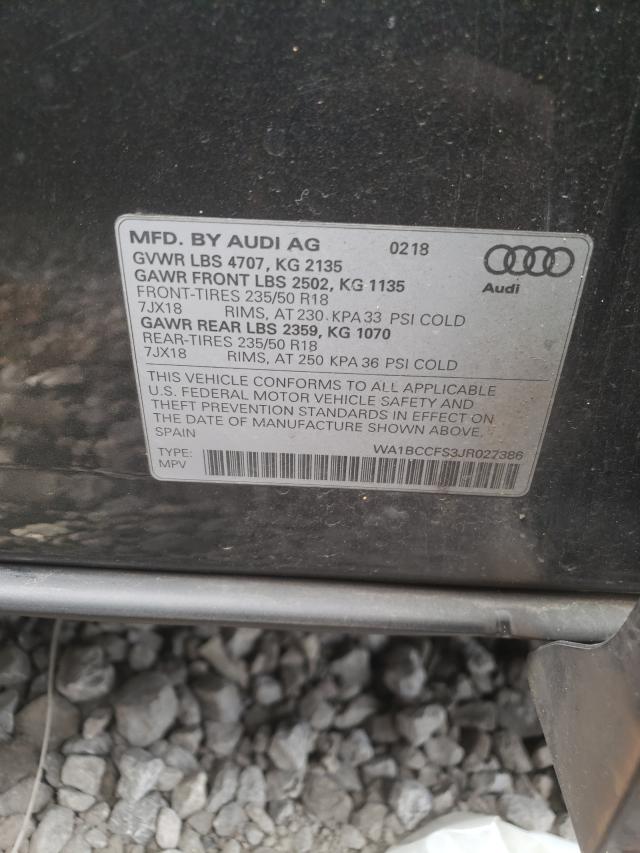 MFD. BY AUDI AG 0218
GVWR LBS 4707, KG 2135
GAWR FRONT LBS 2502, KG 1135
Audi
FRONT-TIRES 235/50 R18
7JX18 RIMS, AT 230 KPA 33 PSI COLD
GAWR REAR LBS 2359, KG 1070
REAR-TIRES 235/50 R18
7JX18 RIMS, AT 250 KPA 36 PSI COLD
THIS VEHICLE CONFORMS TO ALL APPLICABLE
U.S. FEDERAL MOTOR VEHICLE SAFETY AND
THEFT PREVENTION STANDARDS IN EFFECT ON
THE DATE OF MANUFACTURE SHOWN ABOVE.
SPAIN
WA1BCCFS3JR027386
TYPE:
MPV